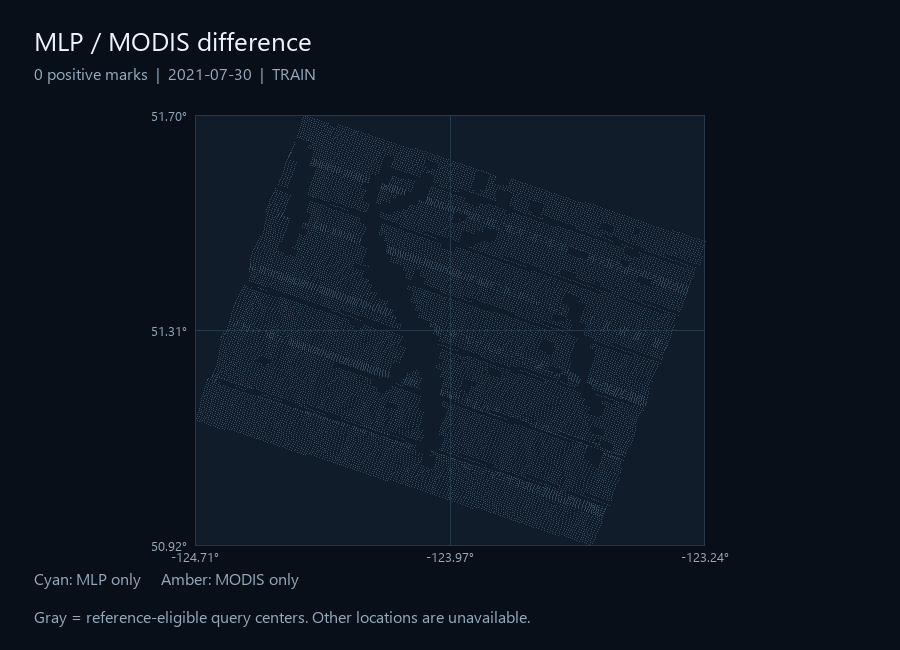 MLP / MODIS difference
0 positive marks | 2021-07-30 | TRAIN
51.70°
51.31°
50.92°
-124.71° -123.97° -123.24°
Cyan: MLP only Amber: MODIS only
Gray = reference-eligible query centers. Other locations are unavailable.